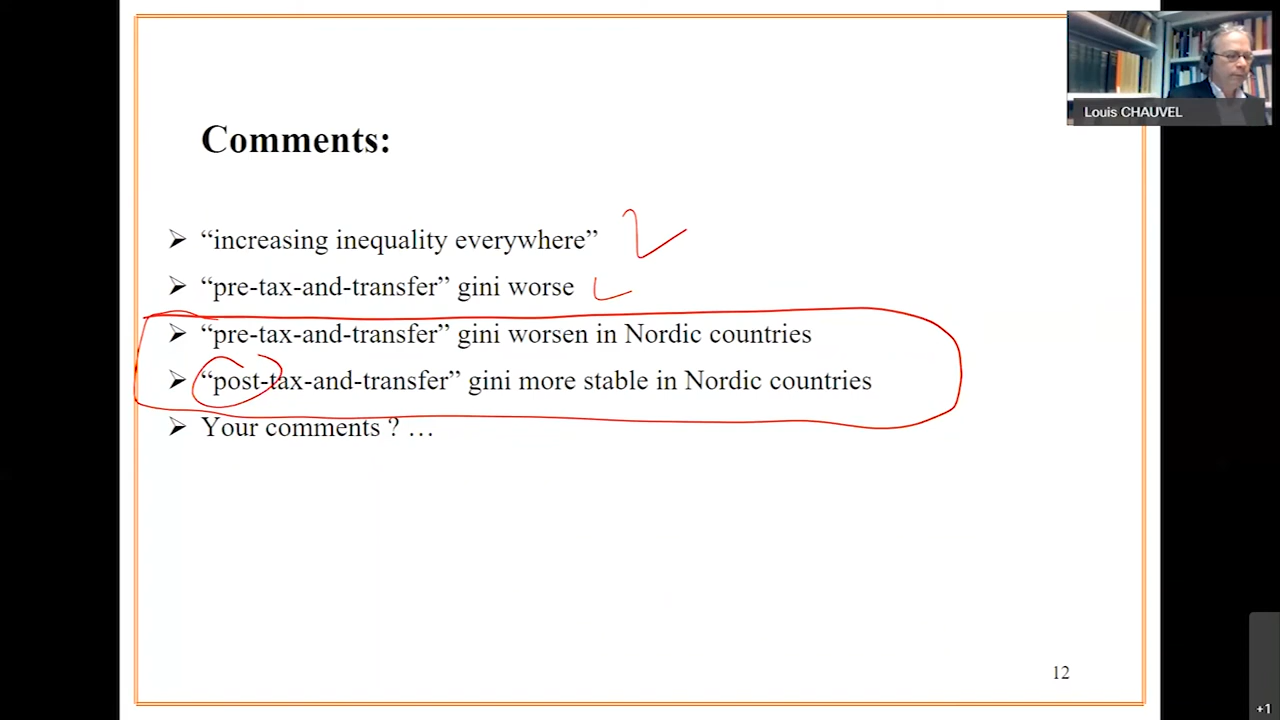 Louis CHAUVEL
Comments:
➢ “increasing inequality everywhere”
➢ “pre-tax-and-transfer” gini worse
➢ “pre-tax-and-transfer” gini worsen in Nordic countries
➢ “post-tax-and-transfer” gini more stable in Nordic countries
➢ Your comments ? …
12
+1